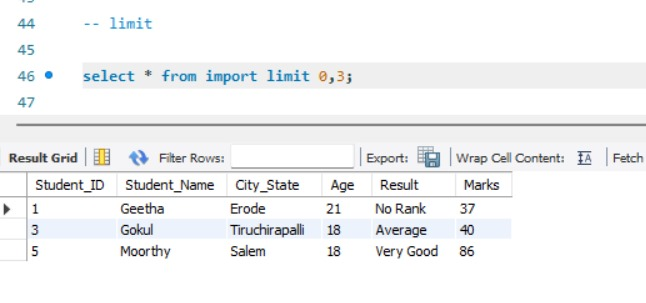 44 -- limit
45
46 select * from import limit 0,3;
47
Result Grid Filter Rows: Export: Wrap Cell Content: Fetch
Student_ID Student_Name City_State Age Result Marks
1 Geetha Erode 21 No Rank 37
3 Gokul Tiruchirapalli 18 Average 40
5 Moorthy Salem 18 Very Good 86